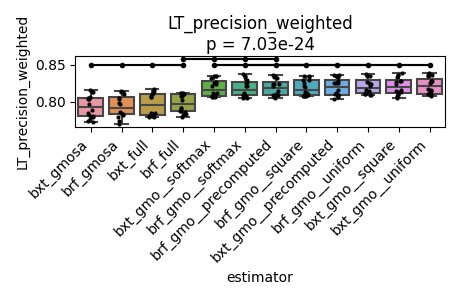 LT_precision_weighted
p = 7.03e-24
LT_precision_weighted
0.85
0.80
bxt_gmosa
brf_gmosa
bxt_full
brf_full
bxt_gmo__softmax
brf_gmo__softmax
brf_gmo__precomputed
brf_gmo__square
bxt_gmo__precomputed
brf_gmo__uniform
bxt_gmo__square
bxt_gmo__uniform
estimator